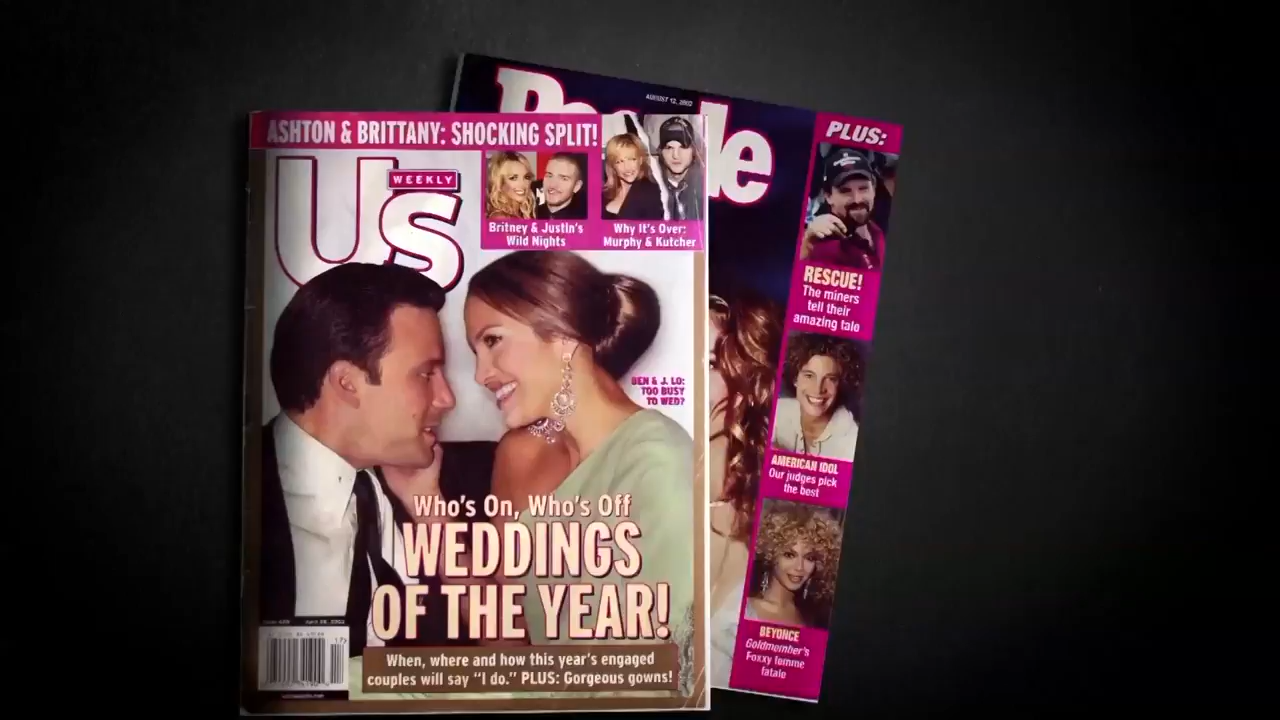 ASHTON & BRITTANY: SHOCKING SPLIT!
Us
WEEKLY
Britney & Justin's
Wild Nights
Why It's Over:
Murphy & Kutcher
BEN & J. LO:
TOO BUSY
TO WED?
Who's On, Who's Off
WEDDINGS
OF THE YEAR!
When, where and how this year's engaged
couples will say "I do." PLUS: Gorgeous gowns!
AUGUST 12, 2002
PLUS:
RESCUE!
The miners
tell their
amazing tale
AMERICAN IDOL
Our judges pick
the best
BEYONCE
Goldmember's
Foxxy femme
fatale